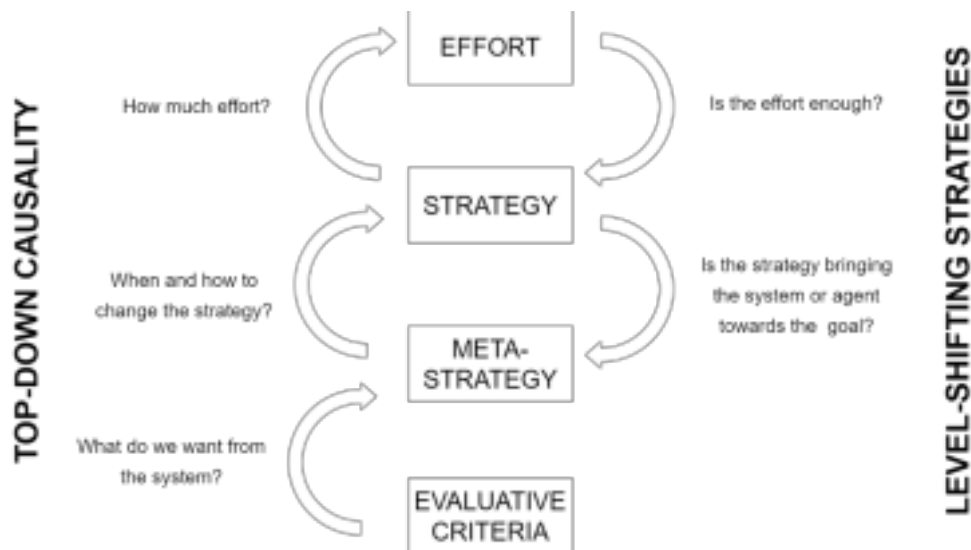 EFFORT
How much effort?
Is the effort enough?
STRATEGY
When and how to
change the strategy?
Is the strategy bringing
the system or agent
towards the goal?
META-
STRATEGY
What do we want from
the system?
EVALUATIVE
CRITERIA
TOP-DOWN CAUSALITY
LEVEL-SHIFTING STRATEGIES